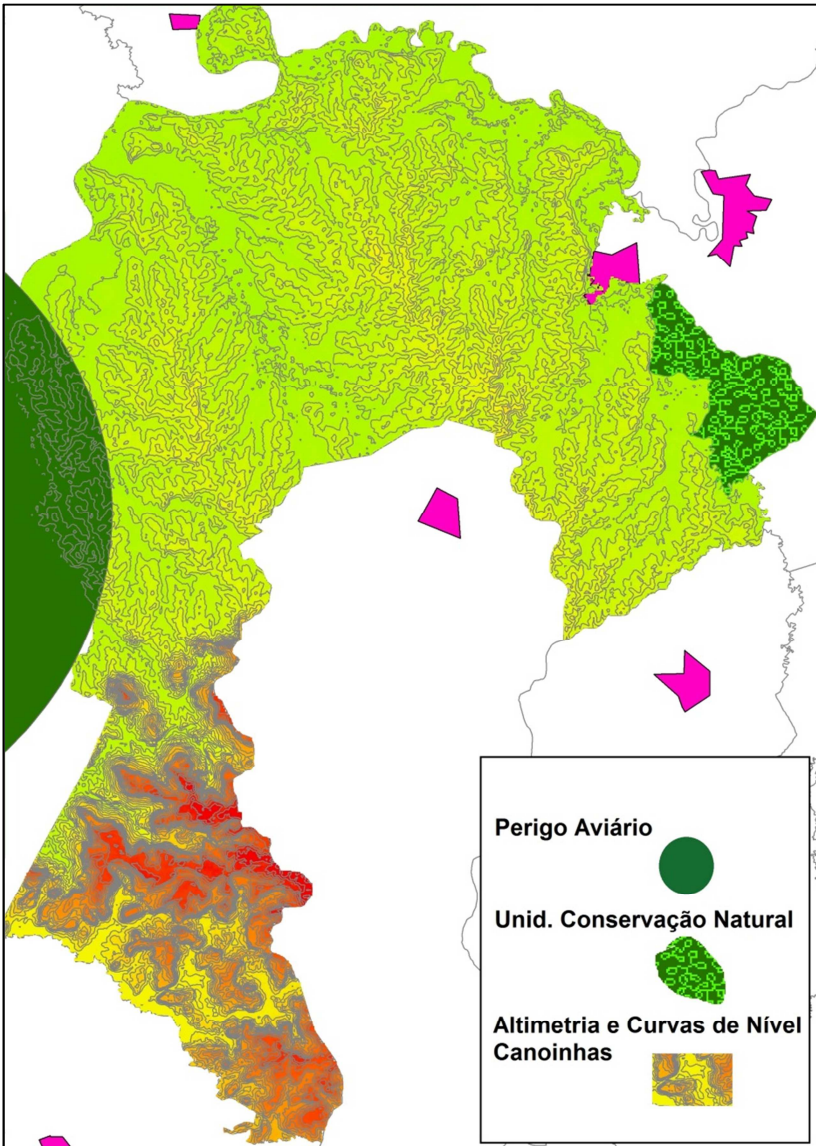 Perigo Aviário
Unid. Conservação Natural
Altimetria e Curvas de Nível
Canoinhas